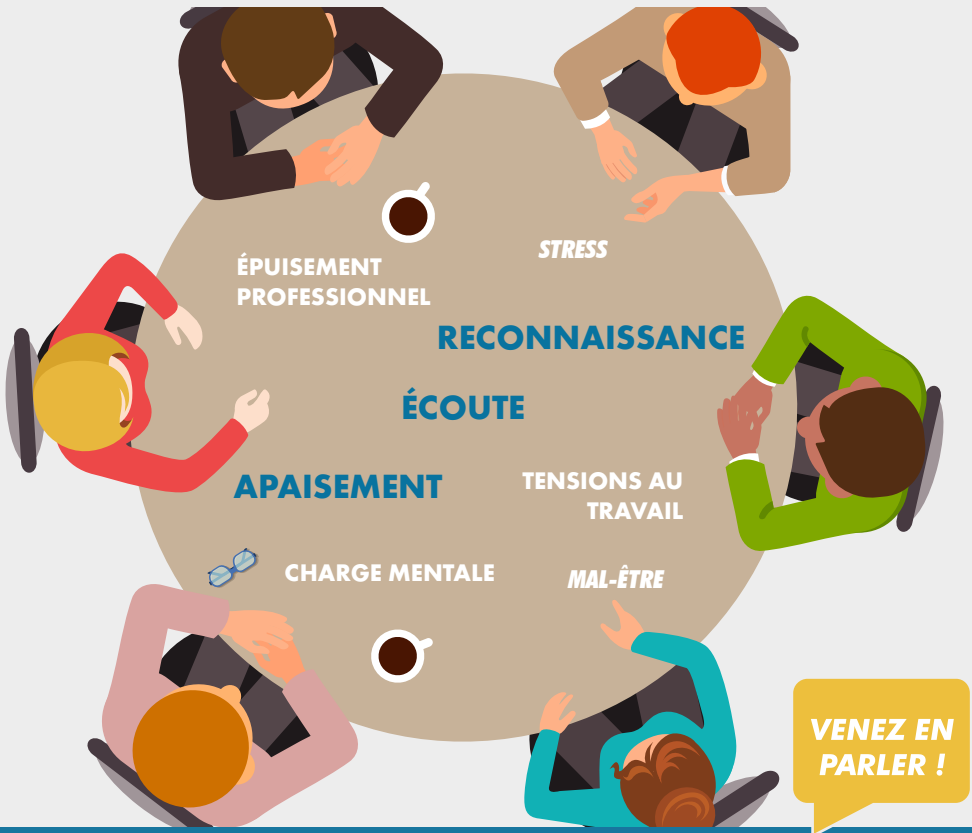 STRESS
ÉPUISEMENT
PROFESSIONNEL
RECONNAISSANCE
ÉCOUTE
APAISEMENT
TENSIONS AU
TRAVAIL
CHARGE MENTALE
MAL-ÊTRE
VENEZ EN
PARLER !